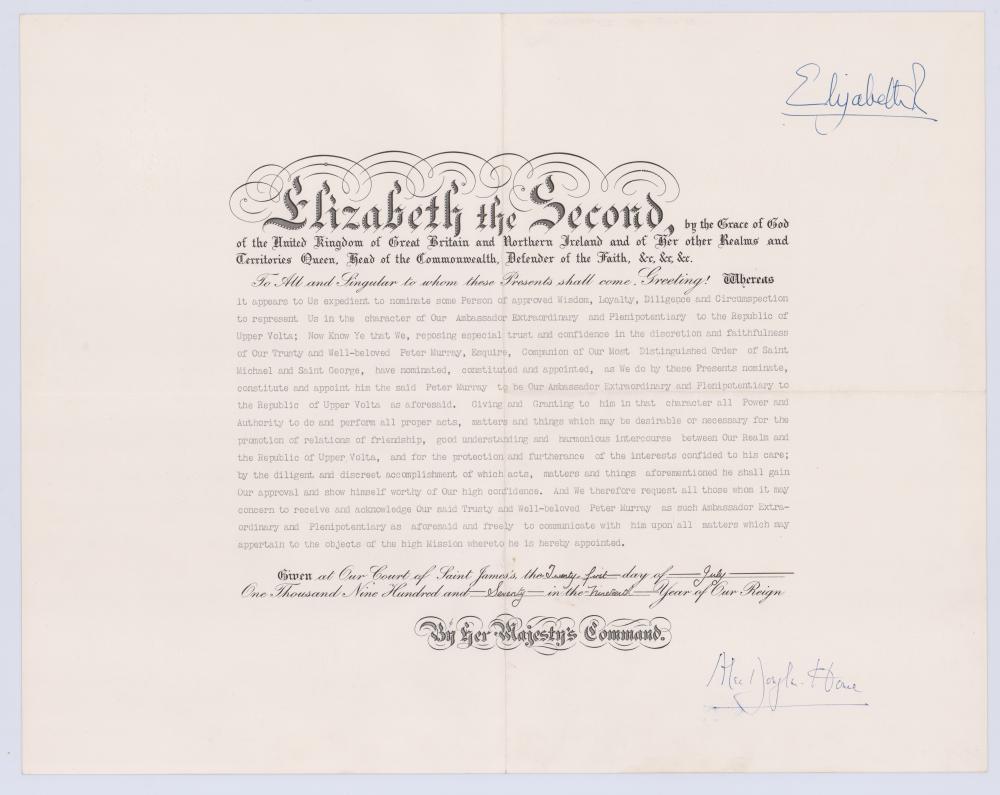 Elizabeth R
Elizabeth the Second, by the Grace of God
of the United Kingdom of Great Britain and Northern Ireland and of Her other Realms and
Territories Queen, Head of the Commonwealth, Defender of the Faith, &c, &c, &c.
To All and Singular to whom these Presents shall come, Greeting! Whereas
it appears to Us expedient to nominate some Person of approved Wisdom, Loyalty, Diligence and Circumspection
to represent Us in the character of Our Ambassador Extraordinary and Plenipotentiary to the Republic of
Upper Volta; Now Know Ye that We, reposing especial trust and confidence in the discretion and faithfulness
of Our Trusty and Well-beloved Peter Murray, Esquire, Companion of Our Most Distinguished Order of Saint
Michael and Saint George, have nominated, constituted and appointed, as We do by these Presents nominate,
constitute and appoint him the said Peter Murray to be Our Ambassador Extraordinary and Plenipotentiary to
the Republic of Upper Volta as aforesaid. Giving and Granting to him in that character all Power and
Authority to do and perform all proper acts, matters and things which may be desirable or necessary for the
promotion of relations of friendship, good understanding and harmonious intercourse between Our Realm and
the Republic of Upper Volta, and for the protection and furtherance of the interests confided to his care;
by the diligent and discreet accomplishment of which acts, matters and things aforementioned he shall gain
Our approval and show himself worthy of Our high confidence. And We therefore request all those whom it may
concern to receive and acknowledge Our said Trusty and Well-beloved Peter Murray as such Ambassador Extra-
ordinary and Plenipotentiary as aforesaid and freely to communicate with him upon all matters which may
appertain to the objects of the high Mission whereto he is hereby appointed.
Given at Our Court of Saint James's, the Twenty-first day of July
One Thousand Nine Hundred and Seventy in the Nineteenth Year of Our Reign
By Her Majesty's Command.
Alec Douglas-Home